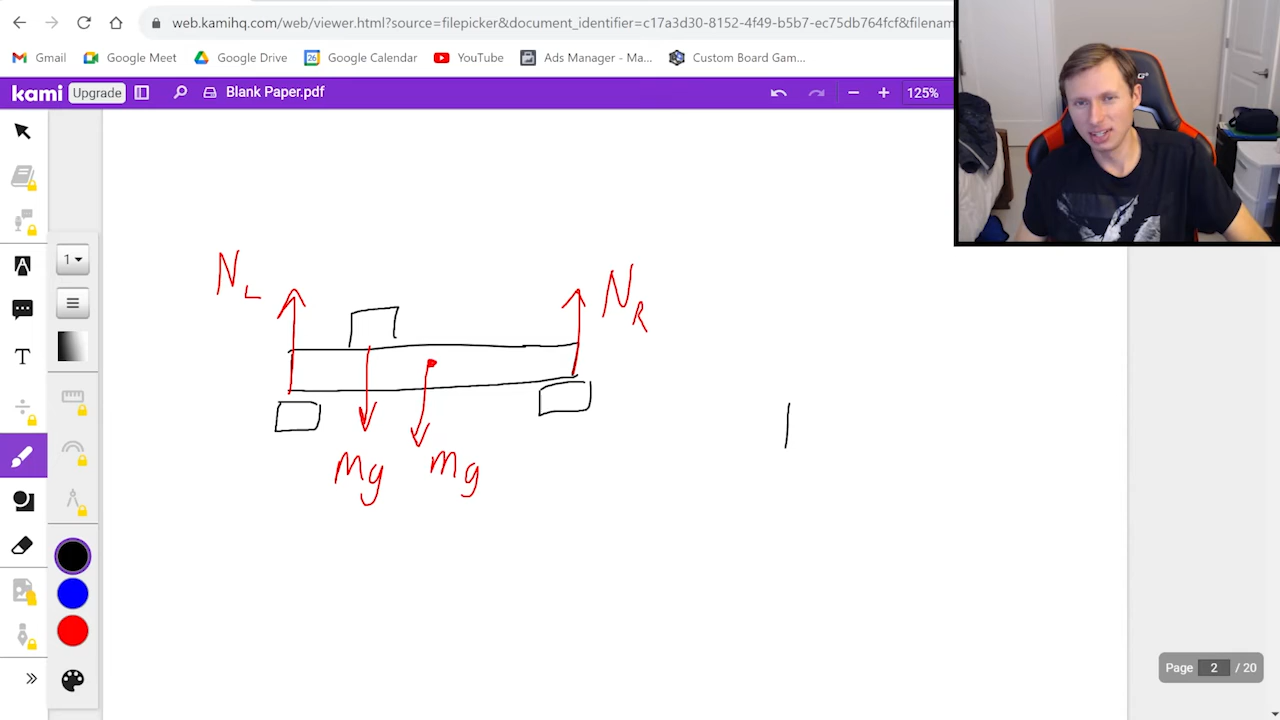 web.kamihq.com/web/viewer.html?source=filepicker&document_identifier=c17a3d30-8152-4f49-b5b7-ec75db764fcf&filenam
Gmail Google Meet Google Drive 26 Google Calendar YouTube Ads Manager - Ma... Custom Board Gam...
kami Upgrade Blank Paper.pdf 125%
1
T
N_L N_R
Mg Mg
Page 2 / 20